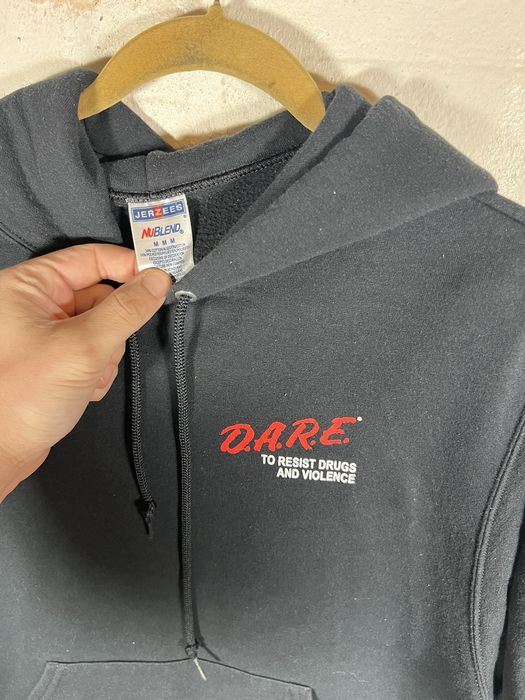 JERZEES
NUBLEND®
M M M
D.A.R.E.®
TO RESIST DRUGS
AND VIOLENCE